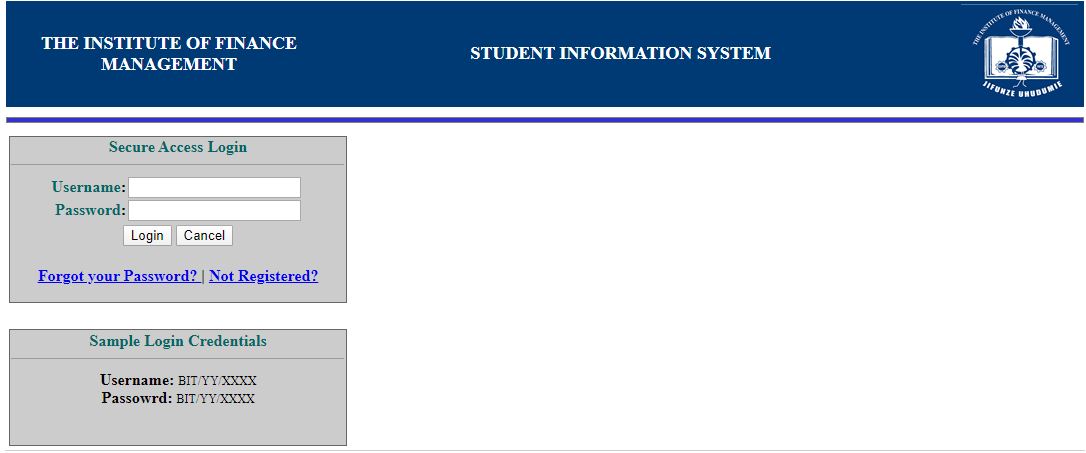 THE INSTITUTE OF FINANCE
MANAGEMENT
STUDENT INFORMATION SYSTEM
THE INSTITUTE OF FINANCE MANAGEMENT
JIFUNZE UHUDUMIE
Secure Access Login
Username:
Password:
Login Cancel
Forgot your Password? | Not Registered?
Sample Login Credentials
Username: BIT/YY/XXXX
Passowrd: BIT/YY/XXXX